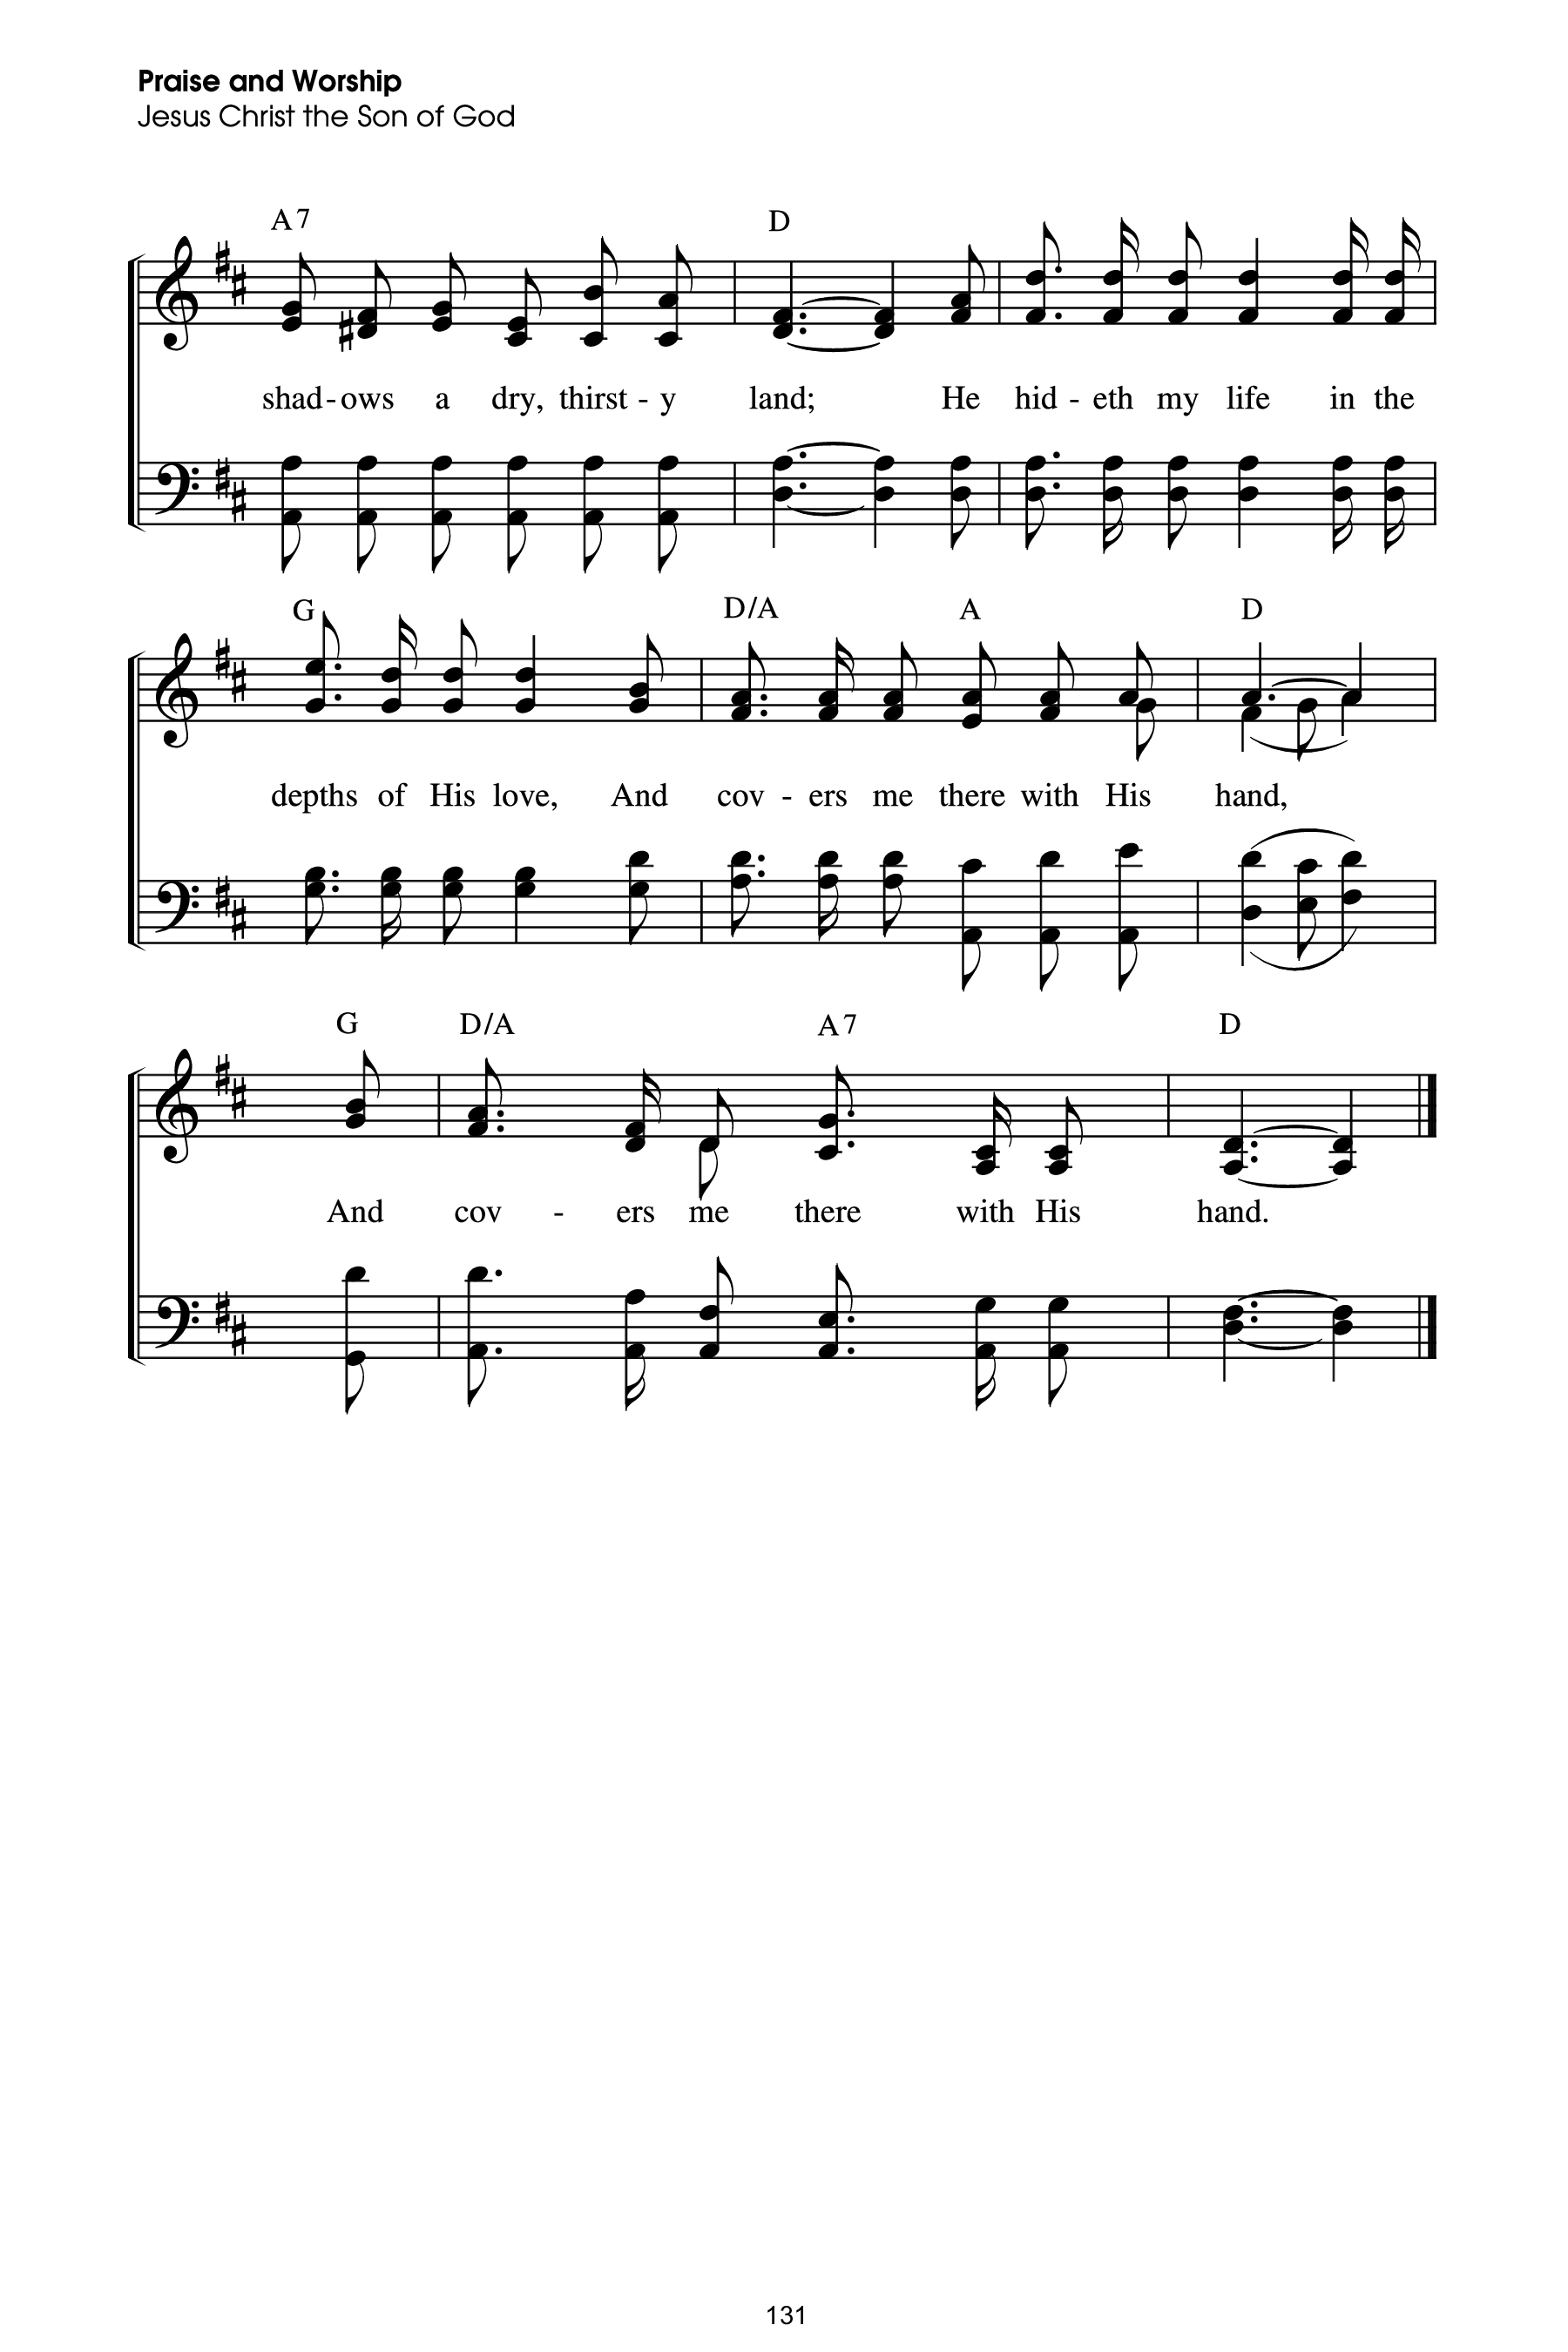 Praise and Worship
Jesus Christ the Son of God
A7 D
shad-ows a dry, thirst - y land; He hid - eth my life in the
G D/A A D
depths of His love, And cov - ers me there with His hand,
G D/A A7 D
And cov - ers me there with His hand.
131